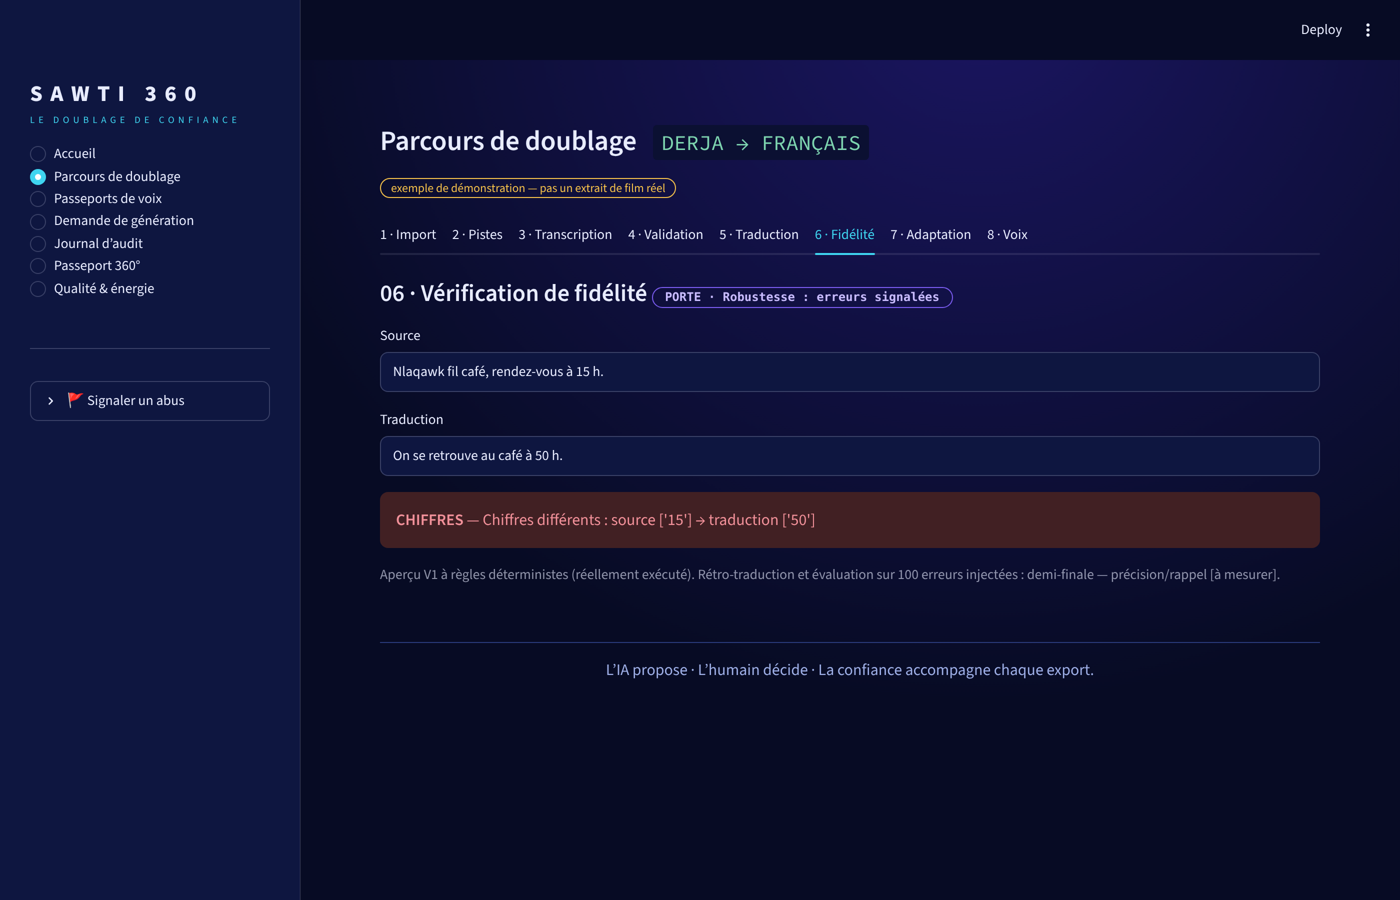 Deploy
SAWTI 360
LE DOUBLAGE DE CONFIANCE
Accueil
Parcours de doublage
Passeports de voix
Demande de génération
Journal d’audit
Passeport 360°
Qualité & énergie
🚩 Signaler un abus
Parcours de doublage DERJA → FRANÇAIS
exemple de démonstration — pas un extrait de film réel
1 · Import 2 · Pistes 3 · Transcription 4 · Validation 5 · Traduction 6 · Fidélité 7 · Adaptation 8 · Voix
06 · Vérification de fidélité PORTE · Robustesse : erreurs signalées
Source
Nlaqawk fil café, rendez-vous à 15 h.
Traduction
On se retrouve au café à 50 h.
CHIFFRES — Chiffres différents : source ['15'] → traduction ['50']
Aperçu V1 à règles déterministes (réellement exécuté). Rétro-traduction et évaluation sur 100 erreurs injectées : demi-finale — précision/rappel [à mesurer].
L’IA propose · L’humain décide · La confiance accompagne chaque export.